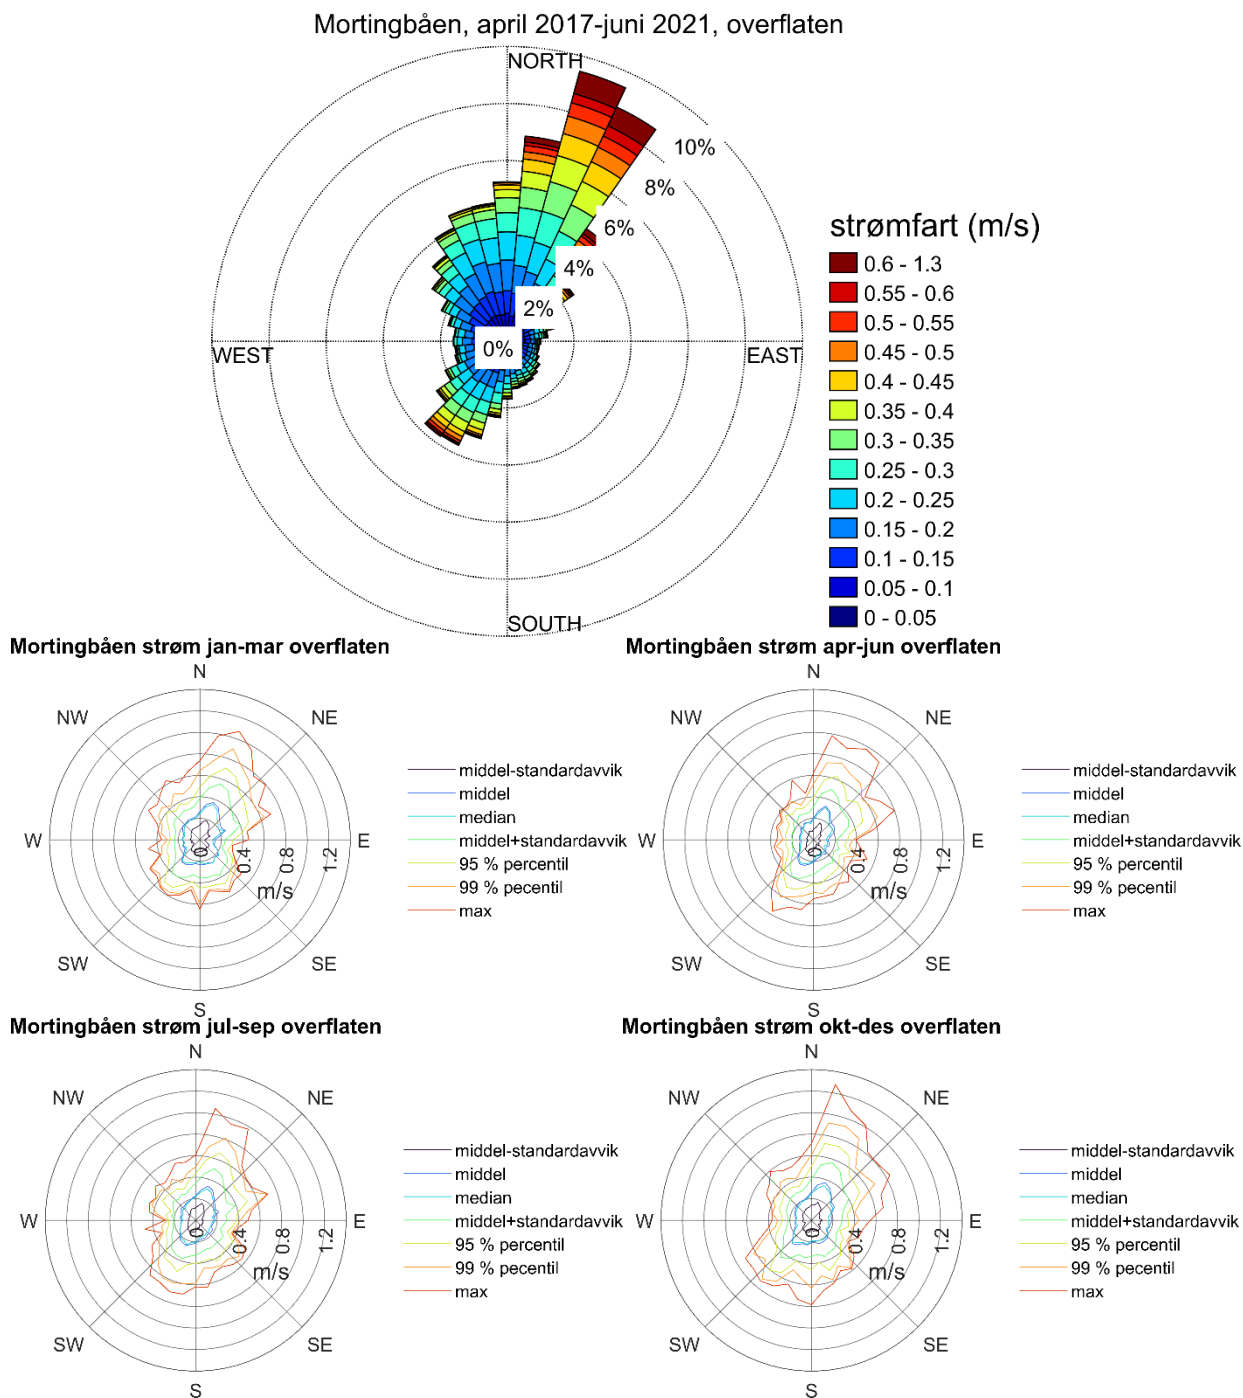 Mortingbåen, april 2017-juni 2021, overflaten
NORTH
10%
8%
6%
4%
2%
0%
WEST
EAST
SOUTH
strømfart (m/s)
0.6 - 1.3
0.55 - 0.6
0.5 - 0.55
0.45 - 0.5
0.4 - 0.45
0.35 - 0.4
0.3 - 0.35
0.25 - 0.3
0.2 - 0.25
0.15 - 0.2
0.1 - 0.15
0.05 - 0.1
0 - 0.05
Mortingbåen strøm jan-mar overflaten
N
NW
NE
W
E
0
0.4
0.8
1.2
m/s
SW
SE
S
middel-standardavvik
middel
median
middel+standardavvik
95 % percentil
99 % pecentil
max
Mortingbåen strøm apr-jun overflaten
N
NW
NE
W
E
0
0.4
0.8
1.2
m/s
SW
SE
S
middel-standardavvik
middel
median
middel+standardavvik
95 % percentil
99 % pecentil
max
Mortingbåen strøm jul-sep overflaten
N
NW
NE
W
E
0
0.4
0.8
1.2
m/s
SW
SE
S
middel-standardavvik
middel
median
middel+standardavvik
95 % percentil
99 % pecentil
max
Mortingbåen strøm okt-des overflaten
N
NW
NE
W
E
0
0.4
0.8
1.2
m/s
SW
SE
S
middel-standardavvik
middel
median
middel+standardavvik
95 % percentil
99 % pecentil
max